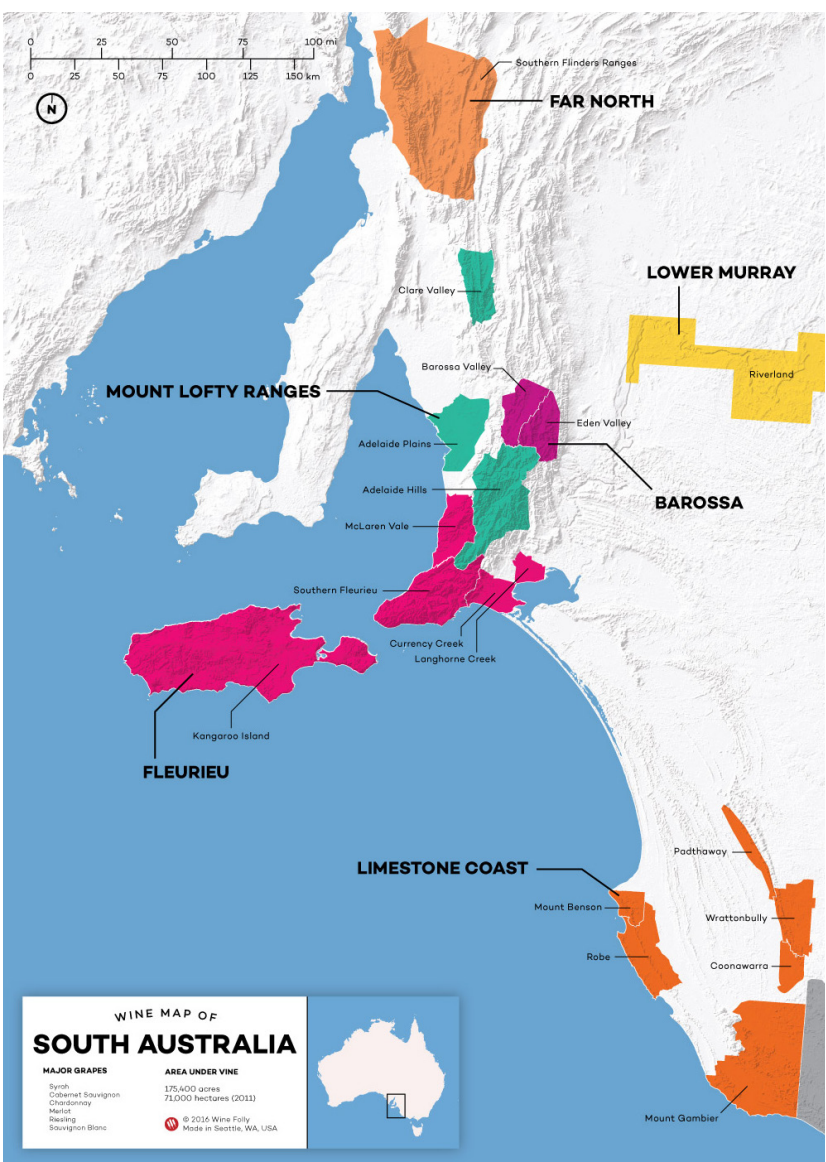 0 25 50 75 100 mi
0 25 50 75 100 125 150 km
N
Southern Flinders Ranges
FAR NORTH
LOWER MURRAY
Clare Valley
Riverland
Barossa Valley
MOUNT LOFTY RANGES
Eden Valley
Adelaide Plains
Adelaide Hills
BAROSSA
McLaren Vale
Southern Fleurieu
Currency Creek
Langhorne Creek
Kangaroo Island
FLEURIEU
Padthaway
LIMESTONE COAST
Mount Benson
Wrattonbully
Robe
Coonawarra
Mount Gambier
WINE MAP OF
SOUTH AUSTRALIA
MAJOR GRAPES
Syrah
Cabernet Sauvignon
Chardonnay
Merlot
Riesling
Sauvignon Blanc
AREA UNDER VINE
175,400 acres
71,000 hectares (2011)
© 2016 Wine Folly
Made in Seattle, WA, USA